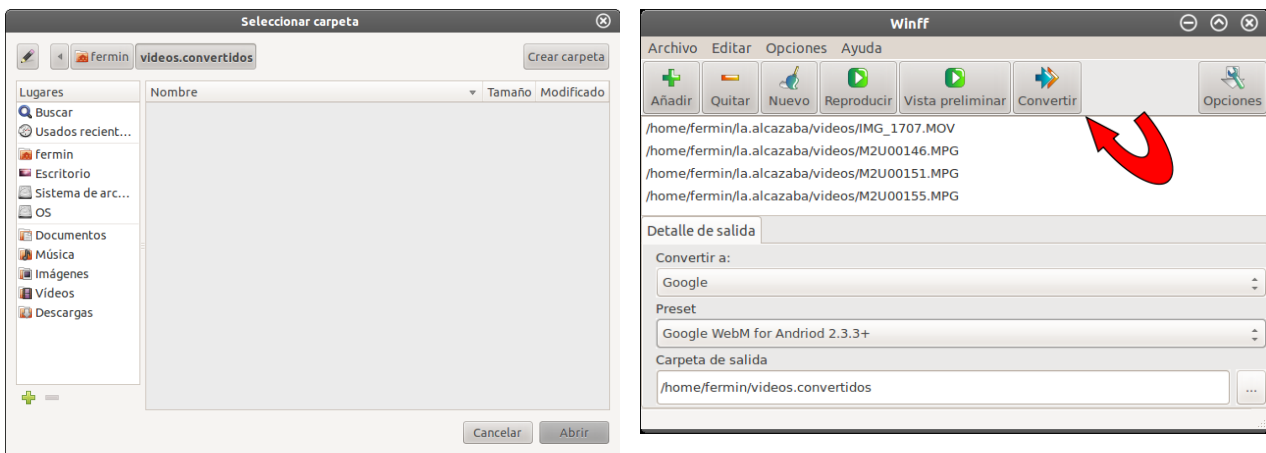 Seleccionar carpeta
fermin videos.convertidos Crear carpeta
Lugares
Nombre Tamaño Modificado
Buscar
Usados recient...
fermin
Escritorio
Sistema de arc...
OS
Documentos
Música
Imágenes
Vídeos
Descargas
Cancelar Abrir
Winff
Archivo Editar Opciones Ayuda
Añadir Quitar Nuevo Reproducir Vista preliminar Convertir Opciones
/home/fermin/la.alcazaba/videos/IMG_1707.MOV
/home/fermin/la.alcazaba/videos/M2U00146.MPG
/home/fermin/la.alcazaba/videos/M2U00151.MPG
/home/fermin/la.alcazaba/videos/M2U00155.MPG
Detalle de salida
Convertir a:
Google
Preset
Google WebM for Andriod 2.3.3+
Carpeta de salida
/home/fermin/videos.convertidos ...